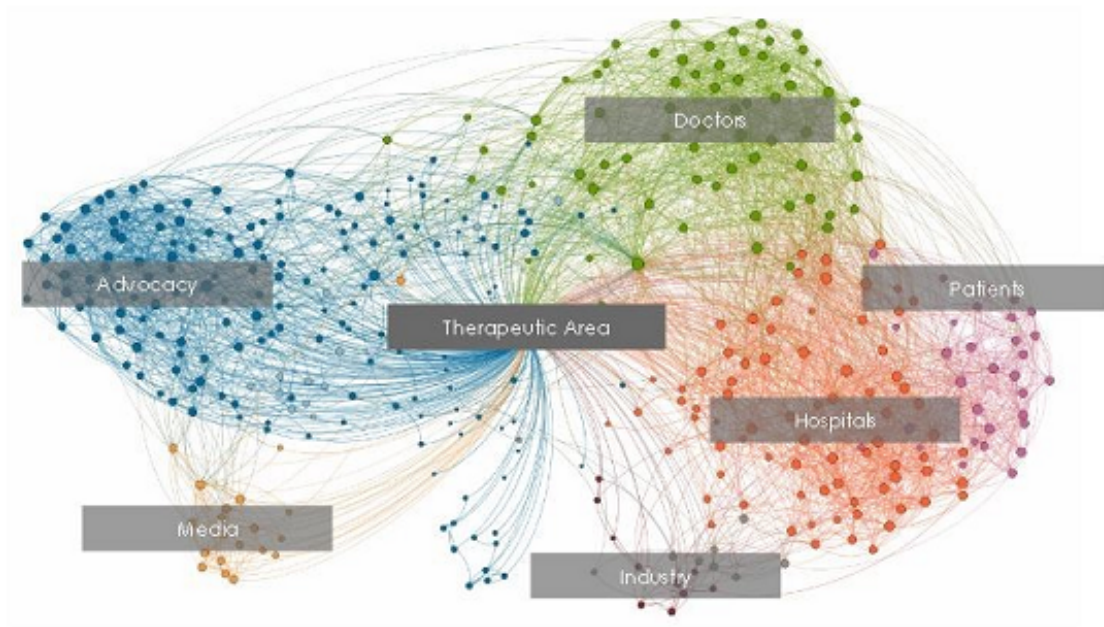 Doctors
Advocacy
Patients
Therapeutic Area
Hospitals
Media
Industry